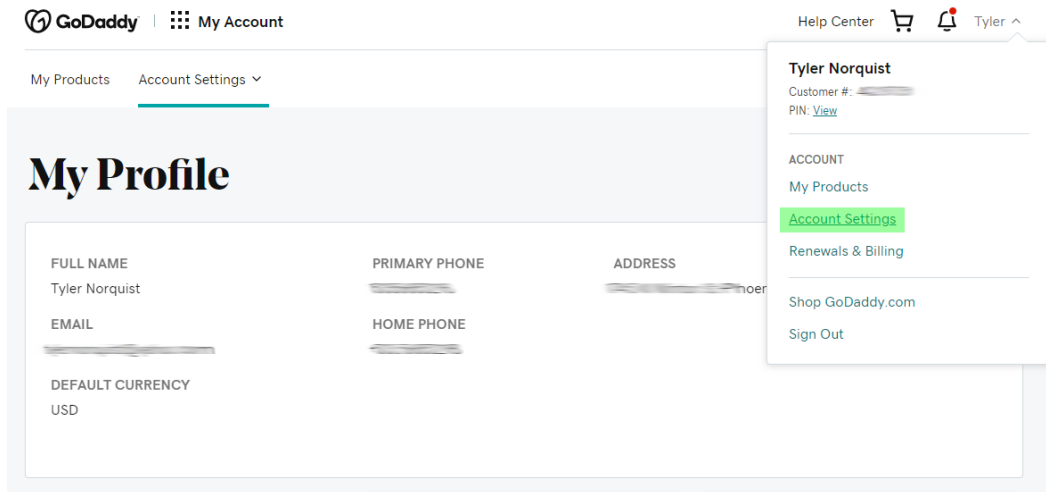 GoDaddy My Account Help Center Tyler
My Products Account Settings
My Profile
FULL NAME
Tyler Norquist
PRIMARY PHONE
ADDRESS
EMAIL
HOME PHONE
DEFAULT CURRENCY
USD
Tyler Norquist
Customer #:
PIN: View
ACCOUNT
My Products
Account Settings
Renewals & Billing
Shop GoDaddy.com
Sign Out